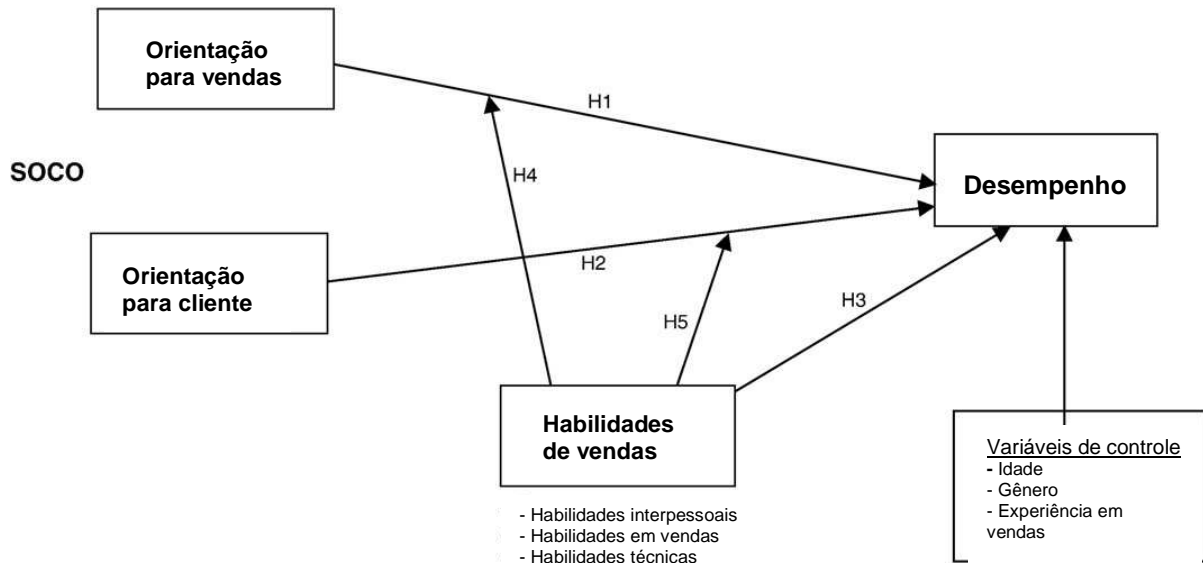 Orientação
para vendas
H1
SOCO
H4
Desempenho
Orientação
para cliente
H2
H3
H5
Habilidades
de vendas
Variáveis de controle
- Idade
- Gênero
- Experiência em
vendas
- Habilidades interpessoais
- Habilidades em vendas
- Habilidades técnicas